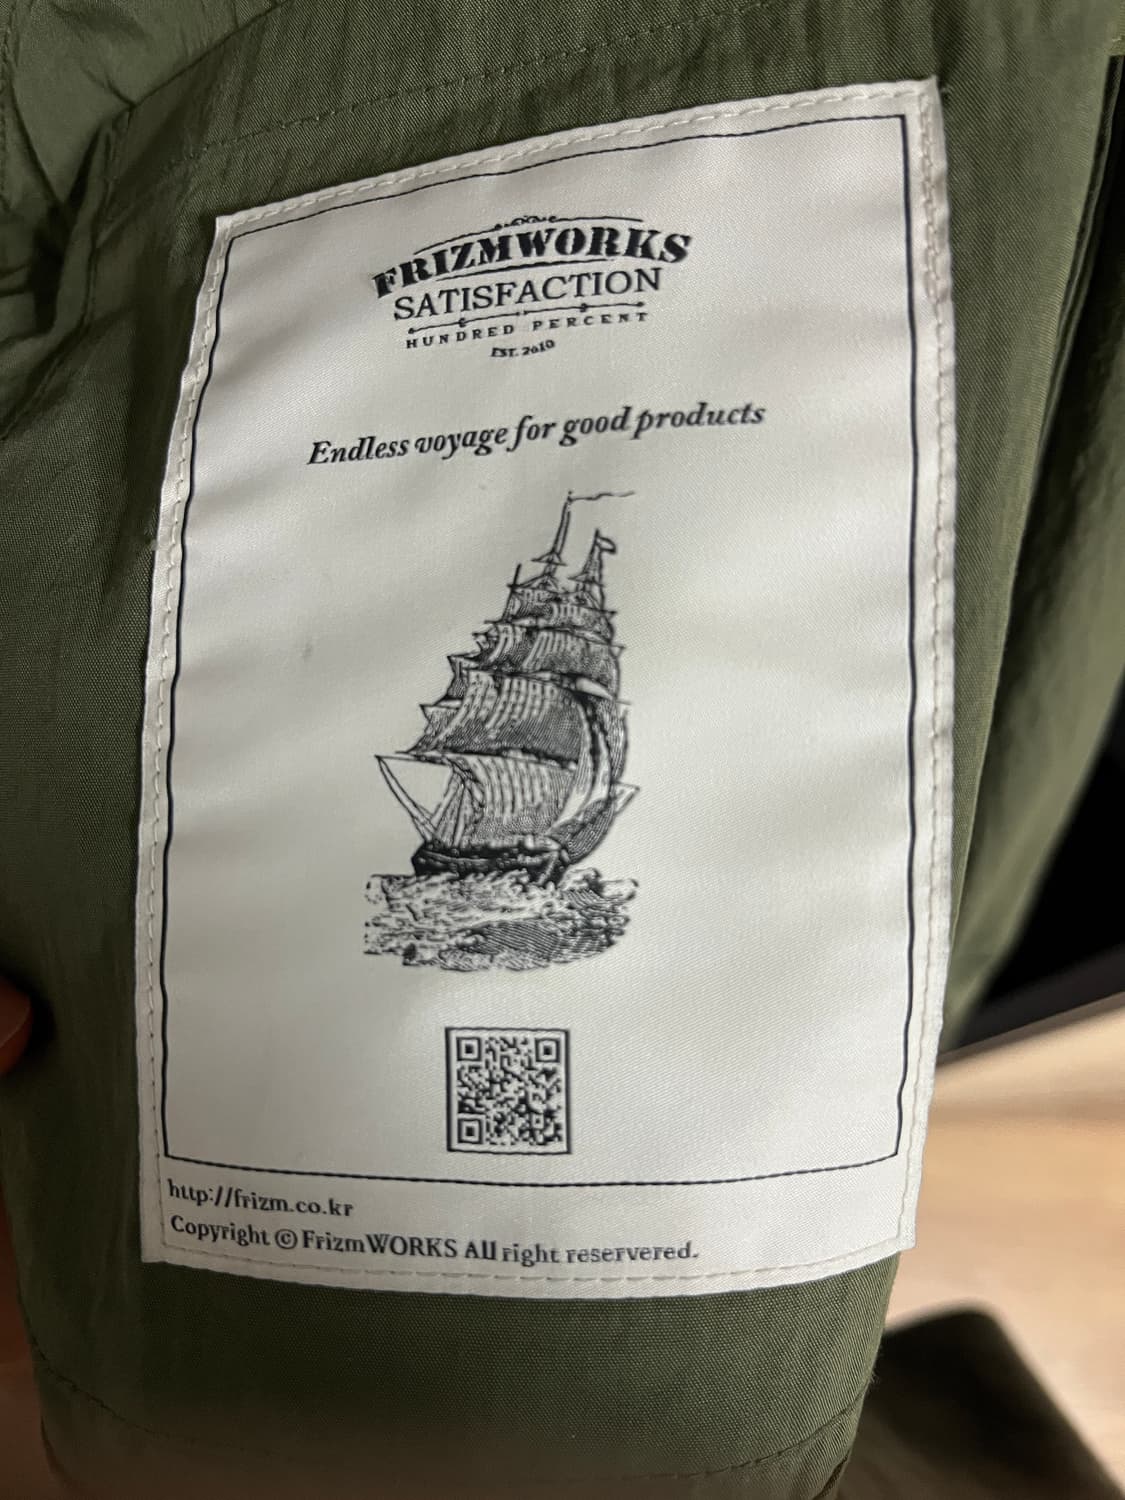 FRIZMWORKS
SATISFACTION
HUNDRED PERCENT
EST. 2010
Endless voyage for good products
http://frizm.co.kr
Copyright © FrizmWORKS All right reservered.